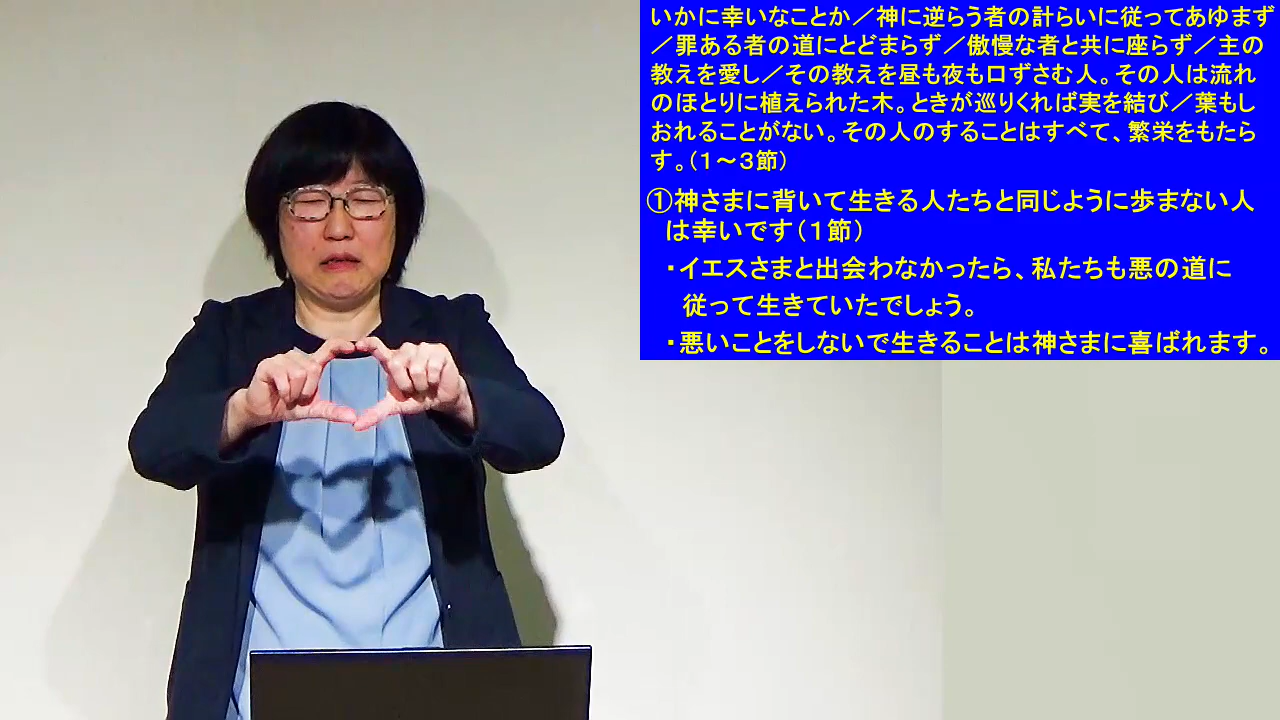 いかに幸いなことか／神に逆らう者の計らいに従ってあゆまず
／罪ある者の道にとどまらず／傲慢な者と共に座らず／主の
教えを愛し／その教えを昼も夜も口ずさむ人。その人は流れ
のほとりに植えられた木。ときが巡りくれば実を結び／葉もし
おれることがない。その人のすることはすべて、繁栄をもたら
す。（１～３節）
①神さまに背いて生きる人たちと同じように歩まない人
は幸いです（１節）
・イエスさまと出会わなかったら、私たちも悪の道に
従って生きていたでしょう。
・悪いことをしないで生きることは神さまに喜ばれます。